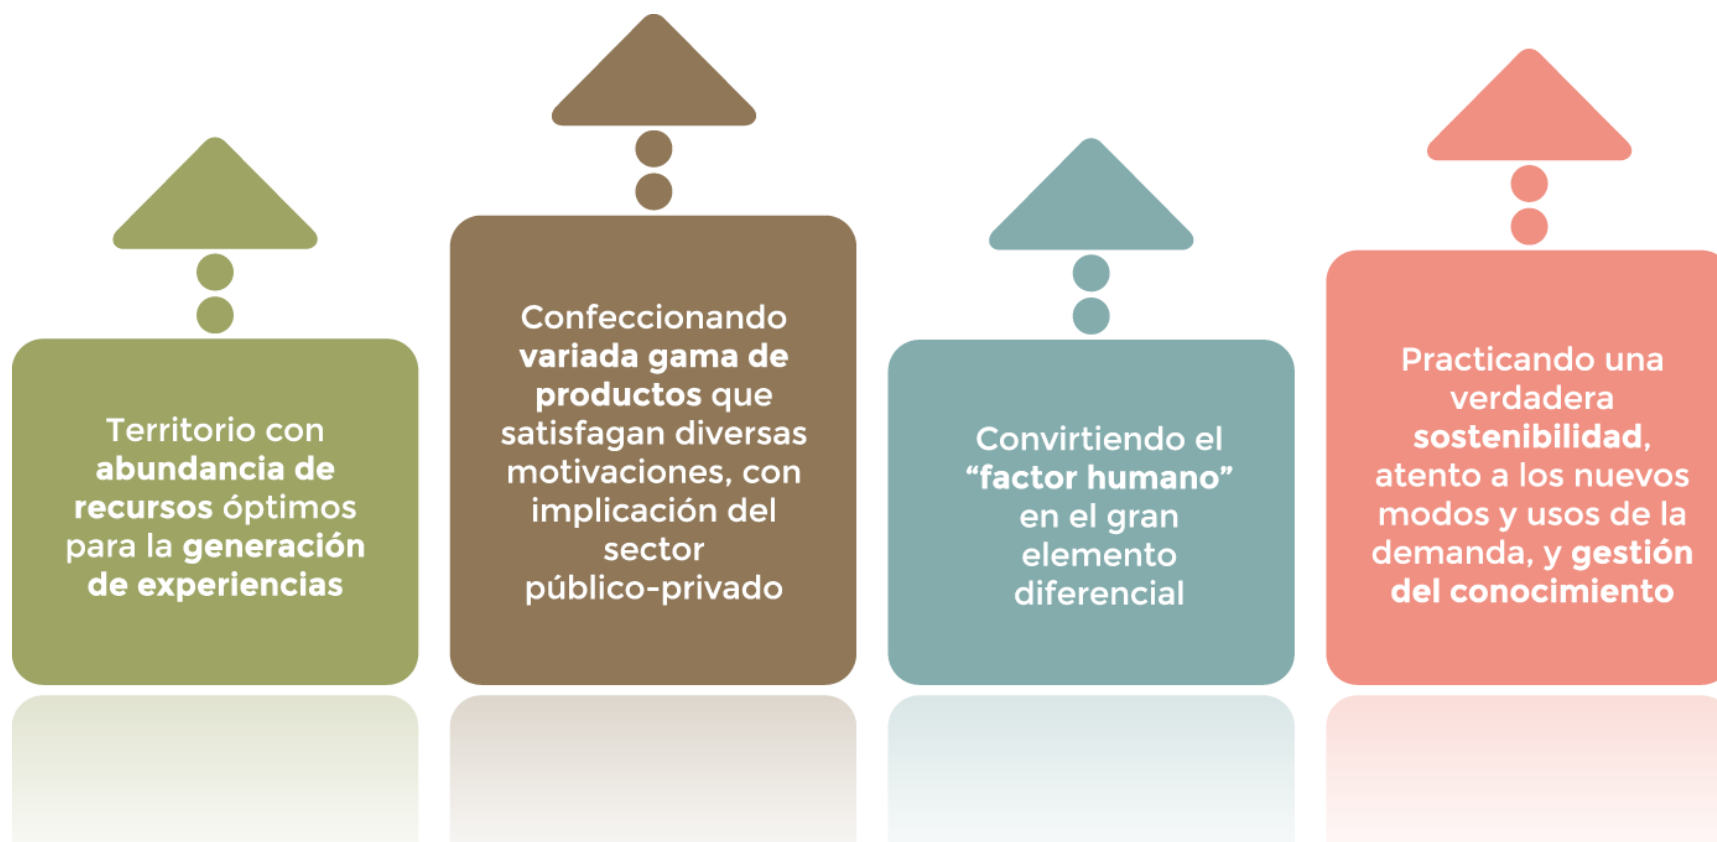 Territorio con
abundancia de
recursos óptimos
para la generación
de experiencias
Confeccionando
variada gama de
productos que
satisfagan diversas
motivaciones, con
implicación del
sector
público-privado
Convirtiendo el
“factor humano”
en el gran
elemento
diferencial
Practicando una
verdadera
sostenibilidad,
atento a los nuevos
modos y usos de la
demanda, y gestión
del conocimiento